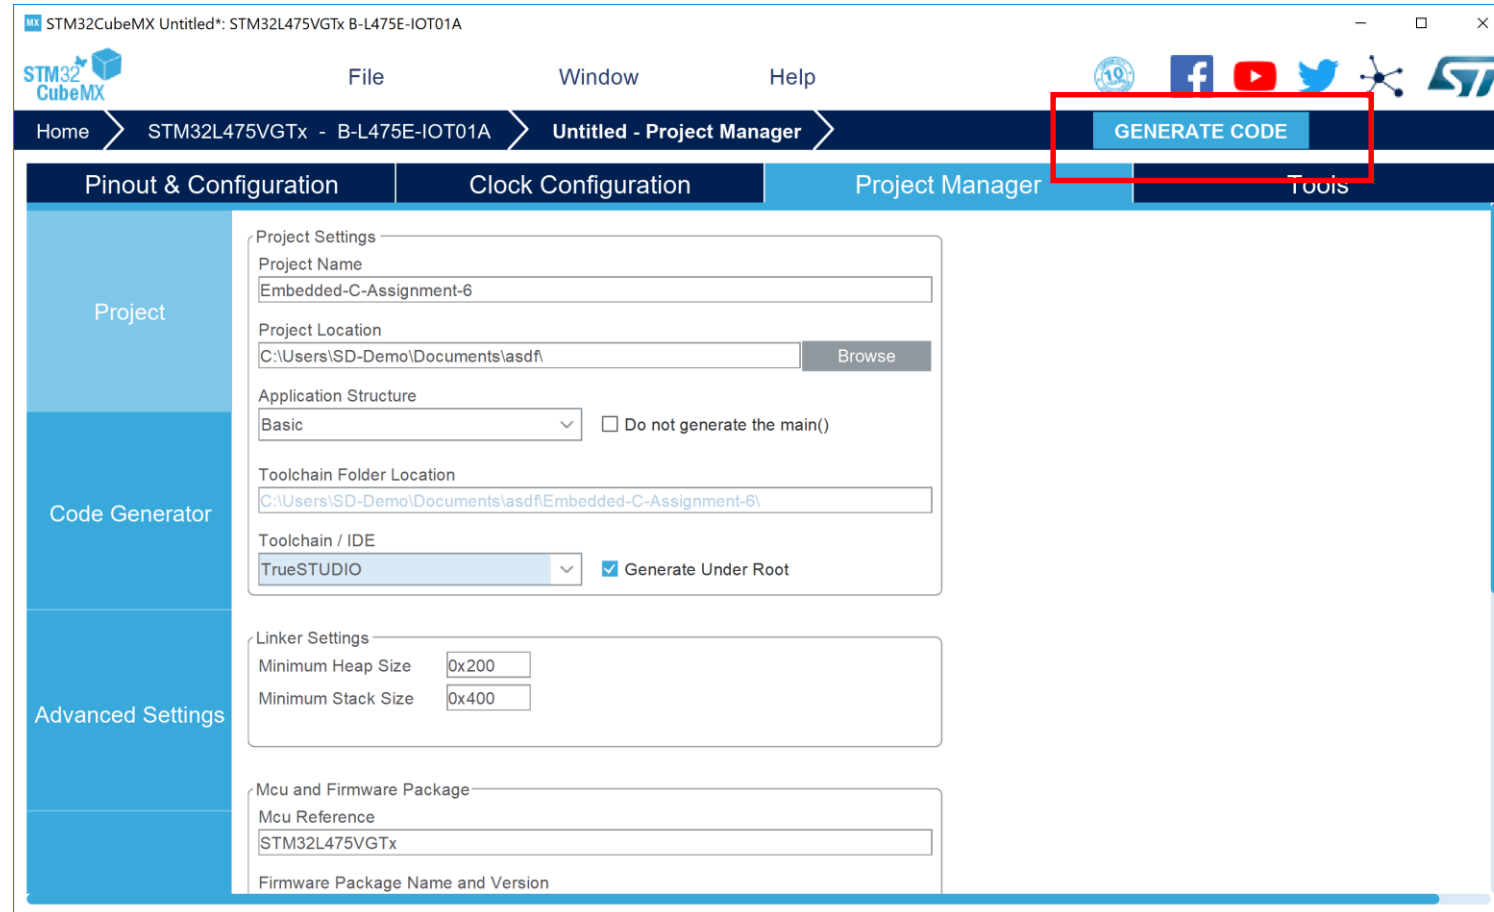 MX STM32CubeMX Untitled*: STM32L475VGTx B-L475E-IOT01A
STM32
CubeMX
File Window Help
10
ST
Home STM32L475VGTx - B-L475E-IOT01A Untitled - Project Manager GENERATE CODE
Pinout & Configuration Clock Configuration Project Manager Tools
Project
Code Generator
Advanced Settings
Project Settings
Project Name
Embedded-C-Assignment-6
Project Location
C:\Users\SD-Demo\Documents\asdf\ Browse
Application Structure
Basic Do not generate the main()
Toolchain Folder Location
C:\Users\SD-Demo\Documents\asdf\Embedded-C-Assignment-6\
Toolchain / IDE
TrueSTUDIO Generate Under Root
Linker Settings
Minimum Heap Size 0x200
Minimum Stack Size 0x400
Mcu and Firmware Package
Mcu Reference
STM32L475VGTx
Firmware Package Name and Version